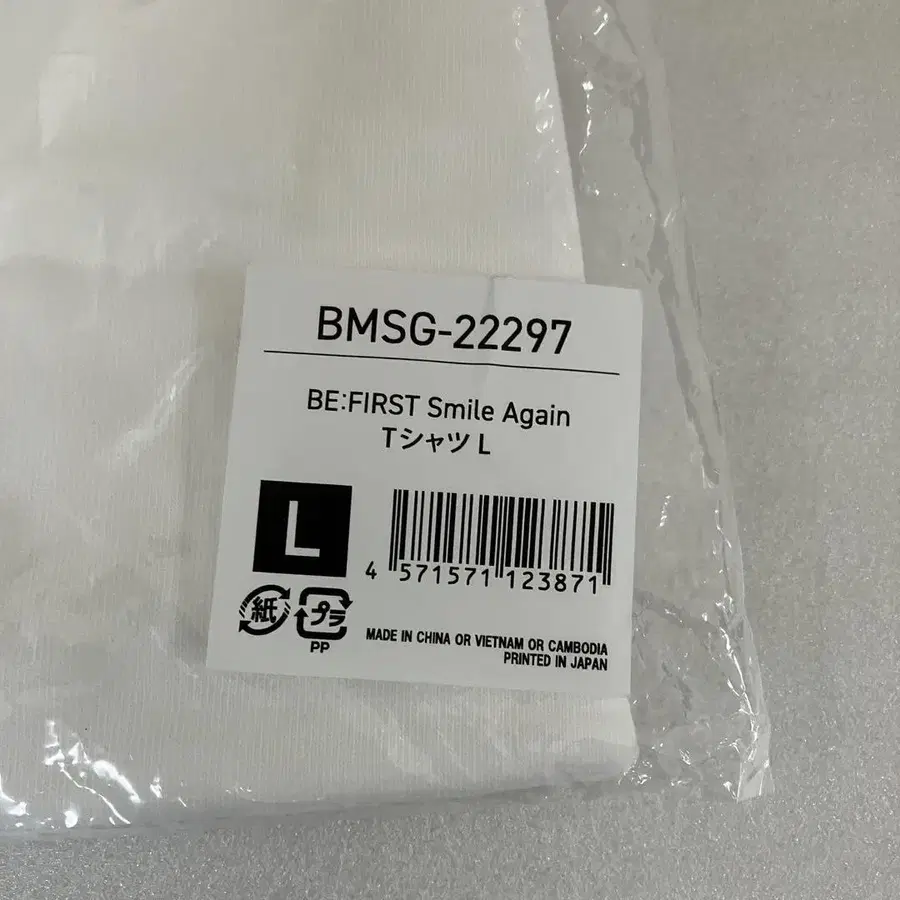 BMSG-22297
BE:FIRST Smile Again
Tシャツ L
L
4 571571 123871
紙
プラ
PP
MADE IN CHINA OR VIETNAM OR CAMBODIA
PRINTED IN JAPAN